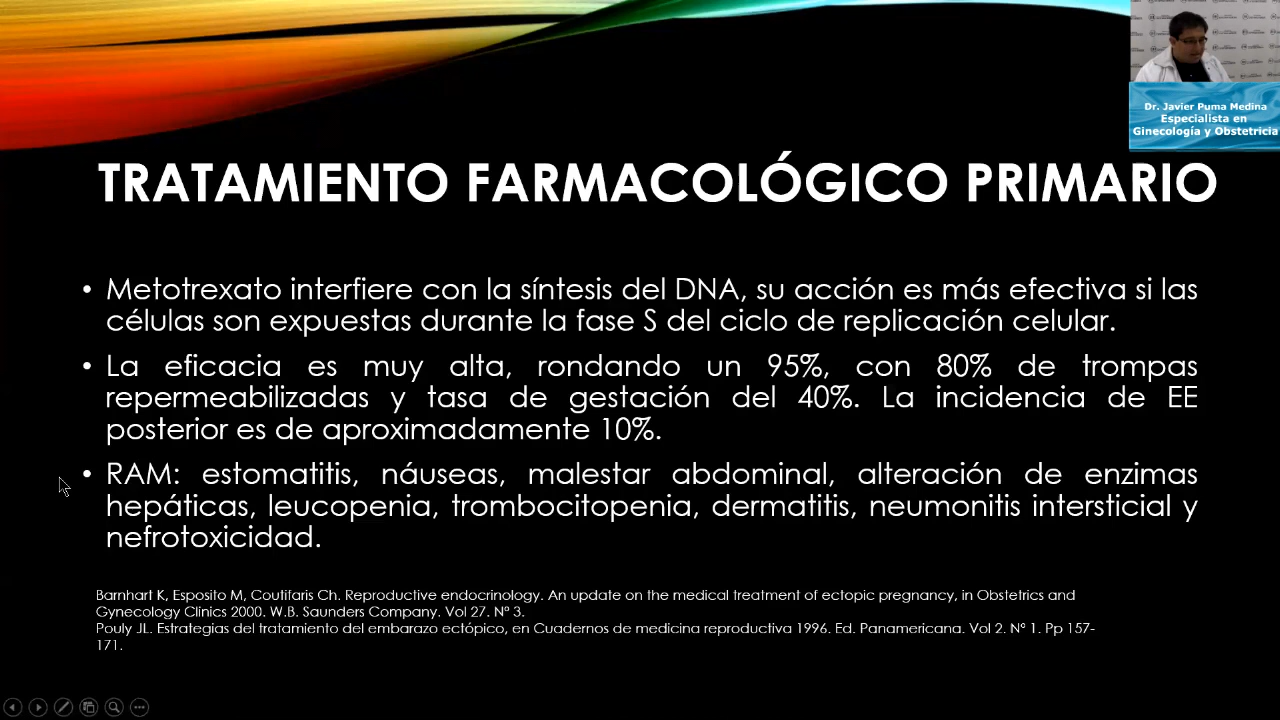 Dr. Javier Puma Medina
Especialista en
Ginecología y Obstetricia
TRATAMIENTO FARMACOLÓGICO PRIMARIO
• Metotrexato interfiere con la síntesis del DNA, su acción es más efectiva si las
células son expuestas durante la fase S del ciclo de replicación celular.
• La eficacia es muy alta, rondando un 95%, con 80% de trompas
repermeabilizadas y tasa de gestación del 40%. La incidencia de EE
posterior es de aproximadamente 10%.
• RAM: estomatitis, náuseas, malestar abdominal, alteración de enzimas
hepáticas, leucopenia, trombocitopenia, dermatitis, neumonitis intersticial y
nefrotoxicidad.
Barnhart K, Esposito M, Coutifaris Ch. Reproductive endocrinology. An update on the medical treatment of ectopic pregnancy, in Obstetrics and
Gynecology Clinics 2000. W.B. Saunders Company. Vol 27. Nº 3.
Pouly JL. Estrategias del tratamiento del embarazo ectópico, en Cuadernos de medicina reproductiva 1996. Ed. Panamericana. Vol 2. Nº 1. Pp 157-
171.